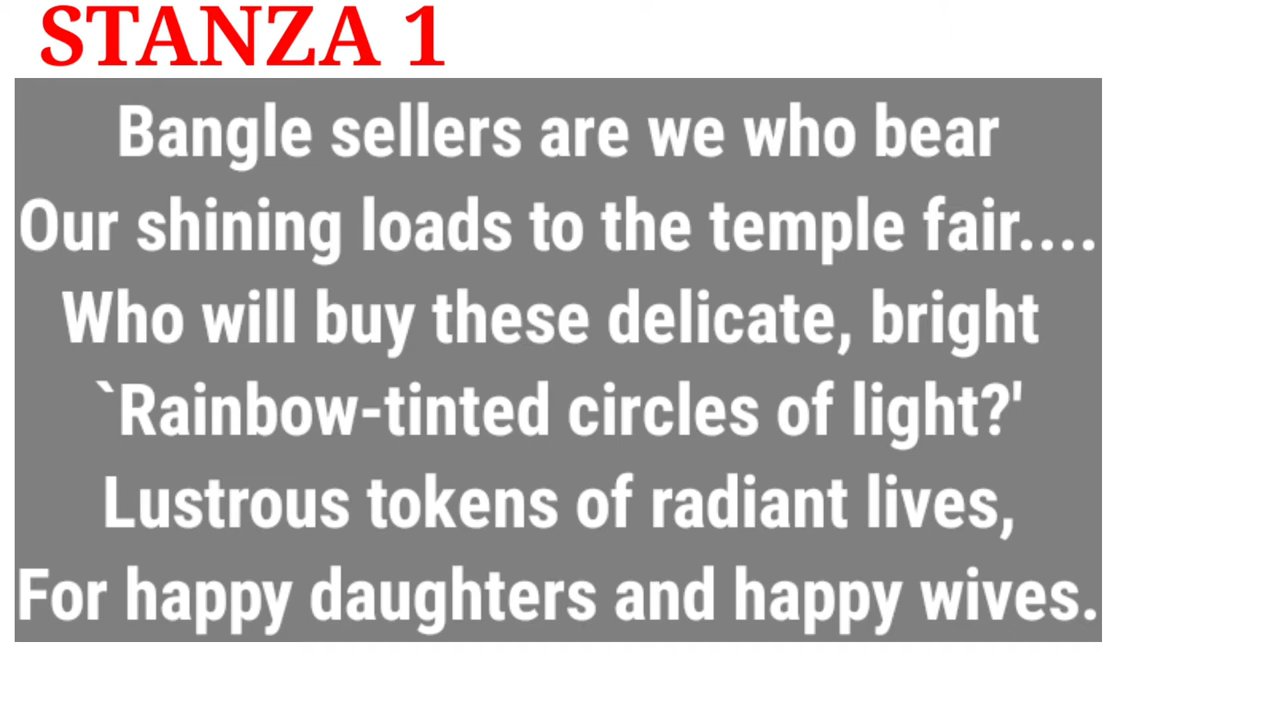 STANZA 1
Bangle sellers are we who bear
Our shining loads to the temple fair....
Who will buy these delicate, bright
`Rainbow-tinted circles of light?'
Lustrous tokens of radiant lives,
For happy daughters and happy wives.